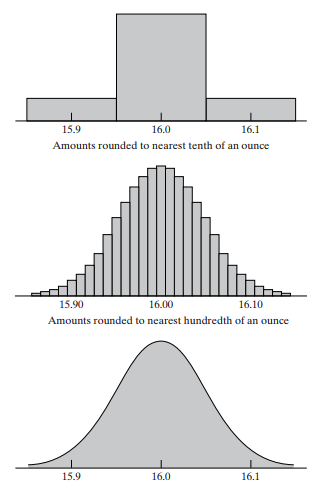 15.9 16.0 16.1
Amounts rounded to nearest tenth of an ounce
15.90 16.00 16.10
Amounts rounded to nearest hundredth of an ounce
15.9 16.0 16.1